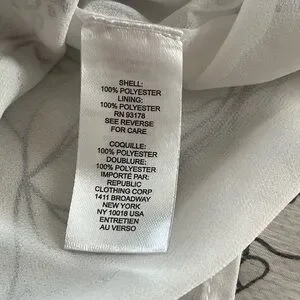 SHELL:
100% POLYESTER
LINING:
100% POLYESTER
RN 93178
SEE REVERSE
FOR CARE
COQUILLE:
100% POLYESTER
DOUBLURE:
100% POLYESTER
IMPORTÉ PAR:
REPUBLIC
CLOTHING CORP
1411 BROADWAY
NEW YORK
NY 10018 USA
ENTRETIEN
AU VERSO